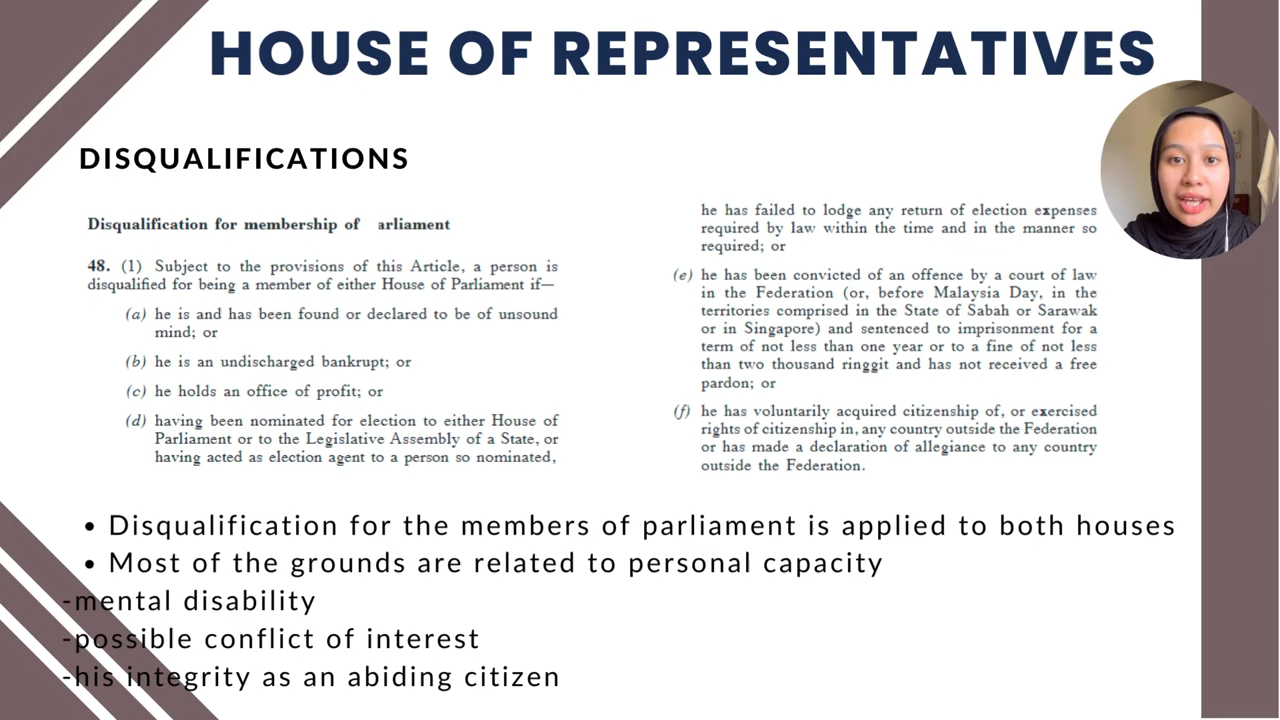 HOUSE OF REPRESENTATIVES
DISQUALIFICATIONS
Disqualification for membership of arliament
48. (1) Subject to the provisions of this Article, a person is
disqualified for being a member of either House of Parliament if—
(a) he is and has been found or declared to be of unsound
mind; or
(b) he is an undischarged bankrupt; or
(c) he holds an office of profit; or
(d) having been nominated for election to either House of
Parliament or to the Legislative Assembly of a State, or
having acted as election agent to a person so nominated,
he has failed to lodge any return of election expenses
required by law within the time and in the manner so
required; or
(e) he has been convicted of an offence by a court of law
in the Federation (or, before Malaysia Day, in the
territories comprised in the State of Sabah or Sarawak
or in Singapore) and sentenced to imprisonment for a
term of not less than one year or to a fine of not less
than two thousand ringgit and has not received a free
pardon; or
(f) he has voluntarily acquired citizenship of, or exercised
rights of citizenship in, any country outside the Federation
or has made a declaration of allegiance to any country
outside the Federation.
• Disqualification for the members of parliament is applied to both houses
• Most of the grounds are related to personal capacity
-mental disability
-possible conflict of interest
-his integrity as an abiding citizen